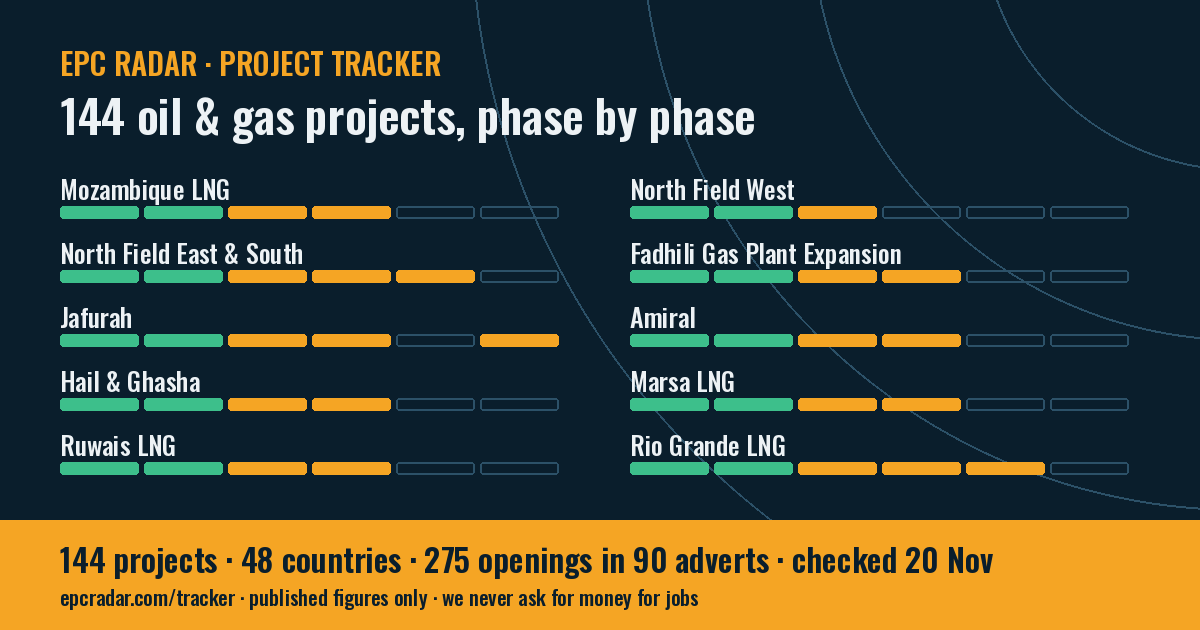 EPC RADAR · PROJECT TRACKER
144 oil & gas projects, phase by phase
Mozambique LNG
North Field East & South
Jafurah
Hail & Ghasha
Ruwais LNG
North Field West
Fadhili Gas Plant Expansion
Amiral
Marsa LNG
Rio Grande LNG
144 projects · 48 countries · 275 openings in 90 adverts · checked 20 Nov
epcradar.com/tracker · published figures only · we never ask for money for jobs